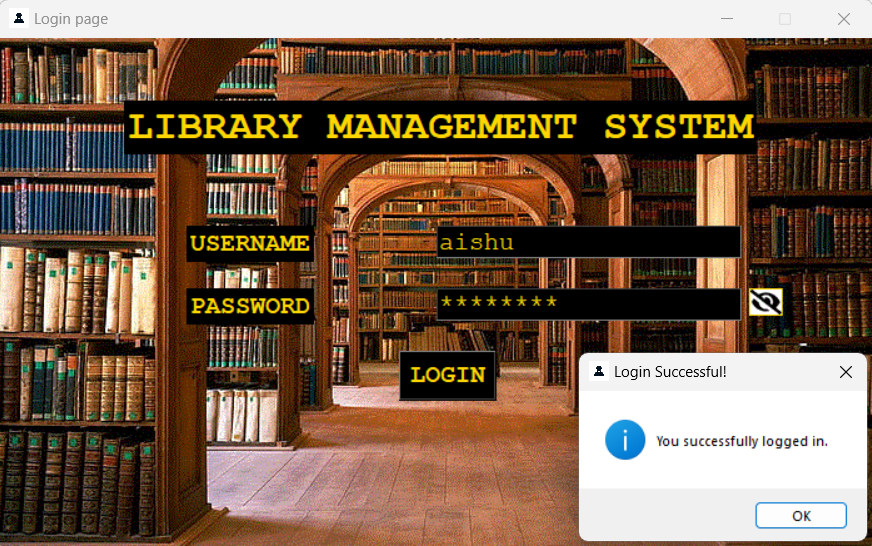 Login page
LIBRARY MANAGEMENT SYSTEM
USERNAME
aishu
PASSWORD
********
LOGIN
Login Successful!
You successfully logged in.
OK